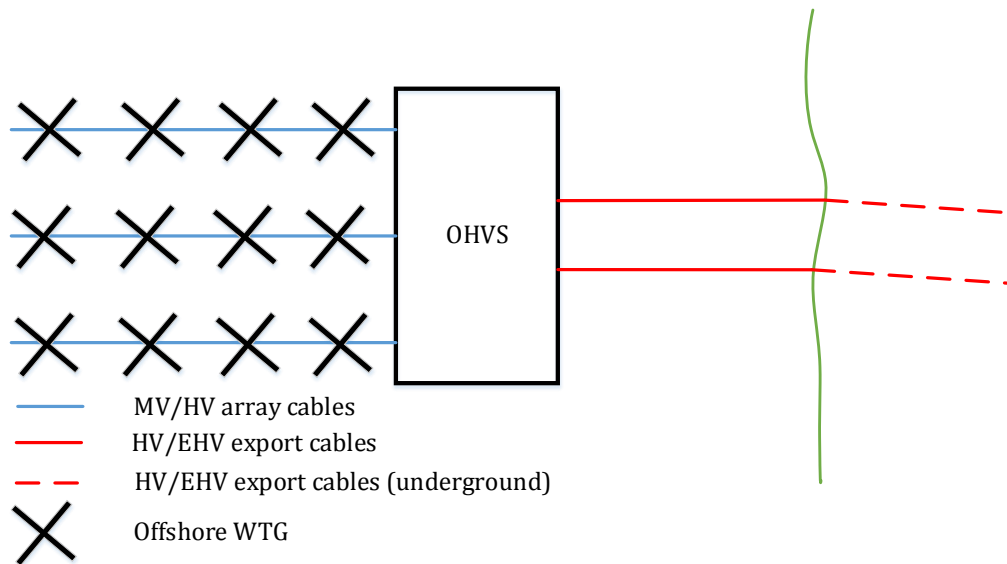 OHVS
MV/HV array cables
HV/EHV export cables
HV/EHV export cables (underground)
Offshore WTG